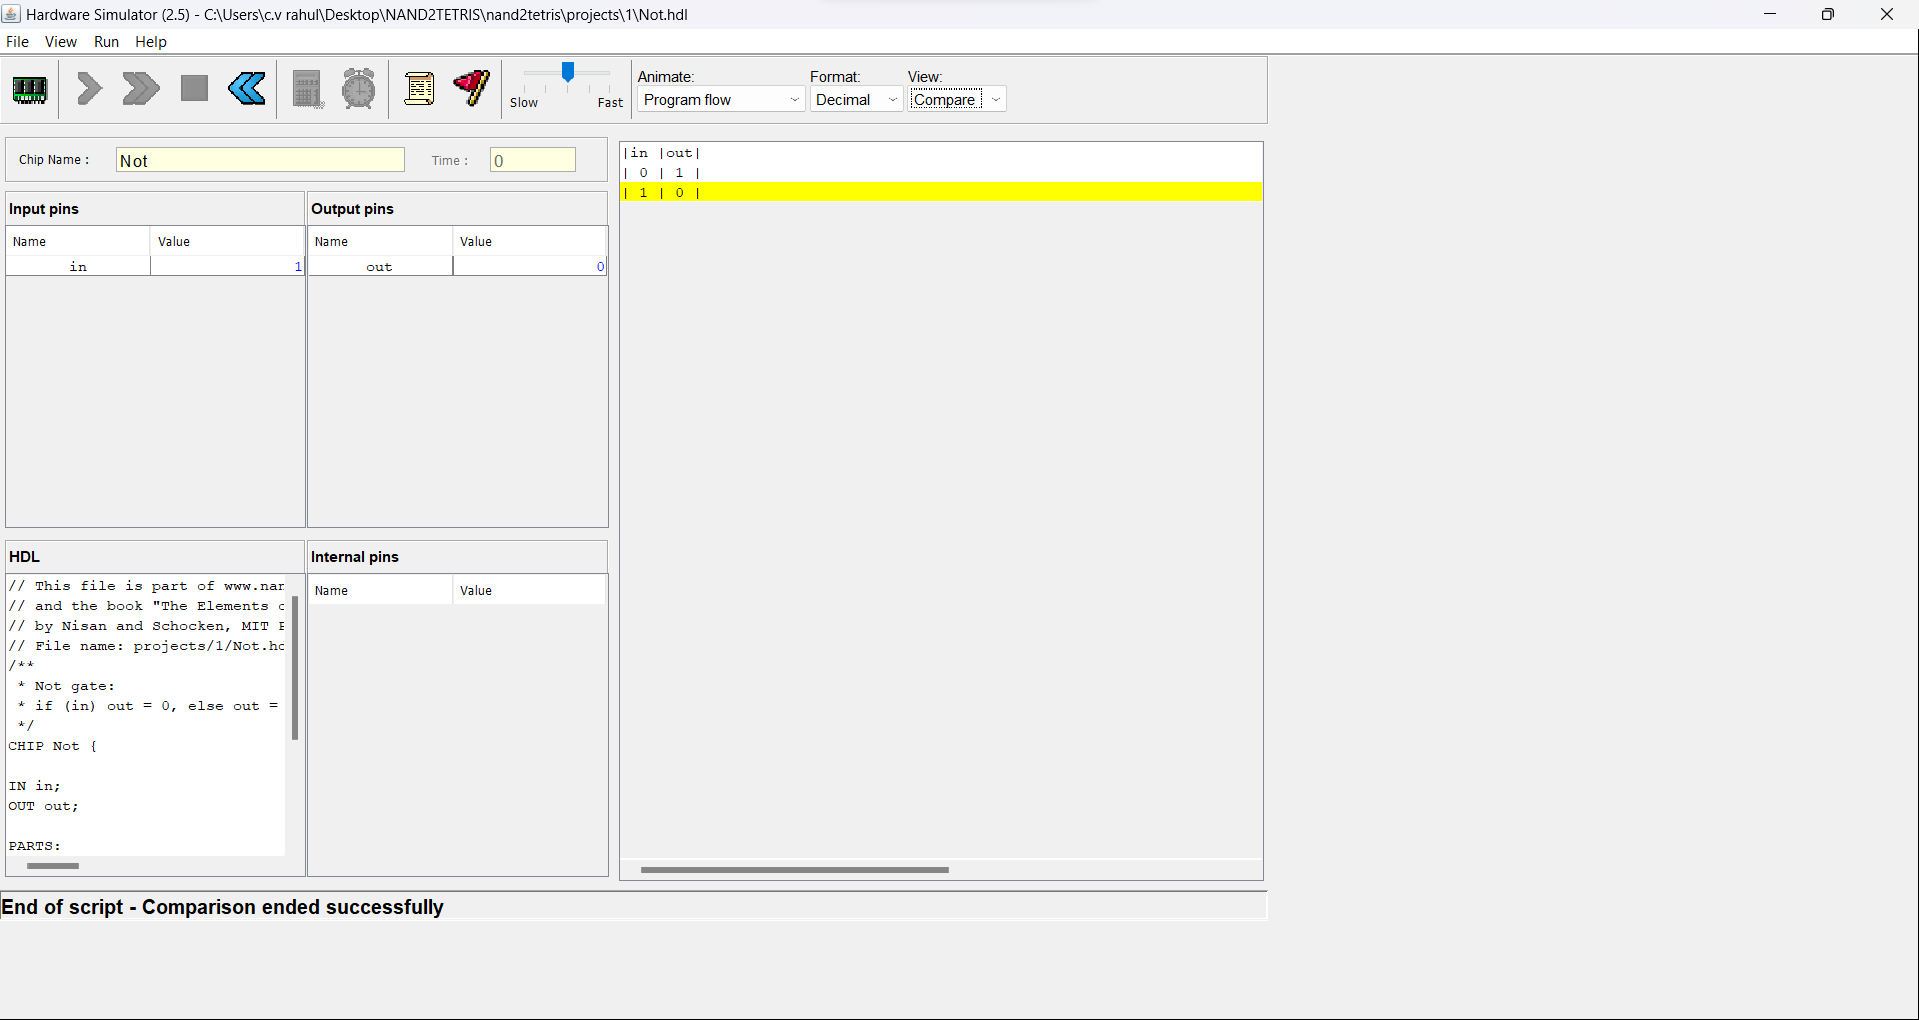 Hardware Simulator (2.5) - C:\Users\c.v rahul\Desktop\NAND2TETRIS\nand2tetris\projects\1\Not.hdl
File View Run Help
Slow Fast
Animate: Format: View:
Program flow Decimal Compare
Chip Name : Not Time : 0
Input pins
Name Value
in 1
Output pins
Name Value
out 0
|in |out|
| 0 | 1 |
| 1 | 0 |
HDL
// This file is part of www.nan
// and the book "The Elements o
// by Nisan and Schocken, MIT P
// File name: projects/1/Not.hd
/**
* Not gate:
* if (in) out = 0, else out =
*/
CHIP Not {
IN in;
OUT out;
PARTS:
Internal pins
Name Value
End of script - Comparison ended successfully